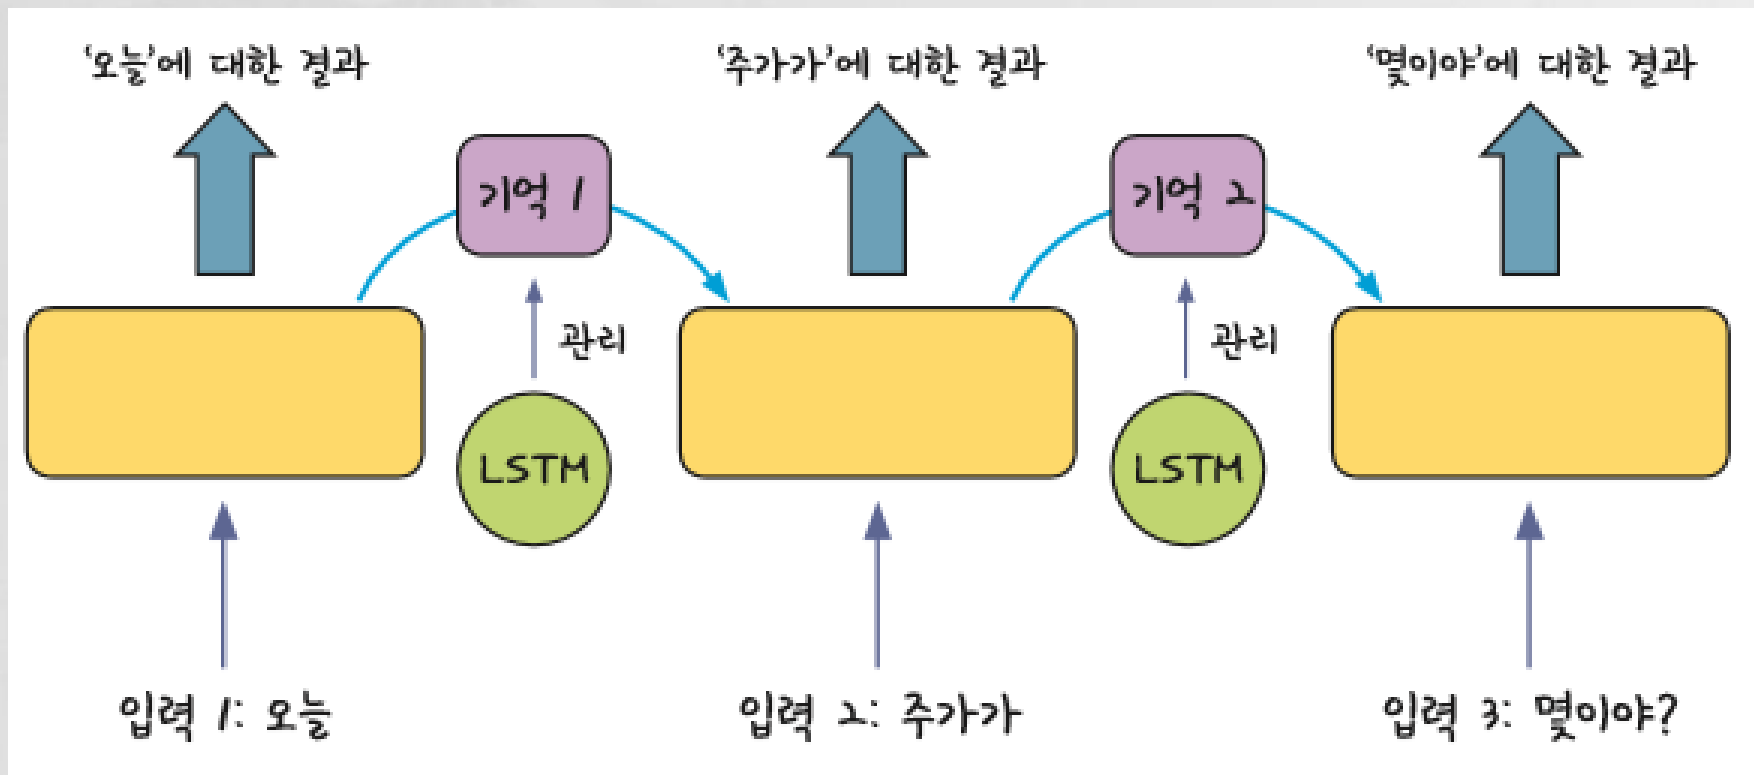 '오늘'에 대한 결과
'주가가'에 대한 결과
'몇이야'에 대한 결과
기억 1
기억 2
관리
관리
LSTM
LSTM
입력 1: 오늘
입력 2: 주가가
입력 3: 몇이야?